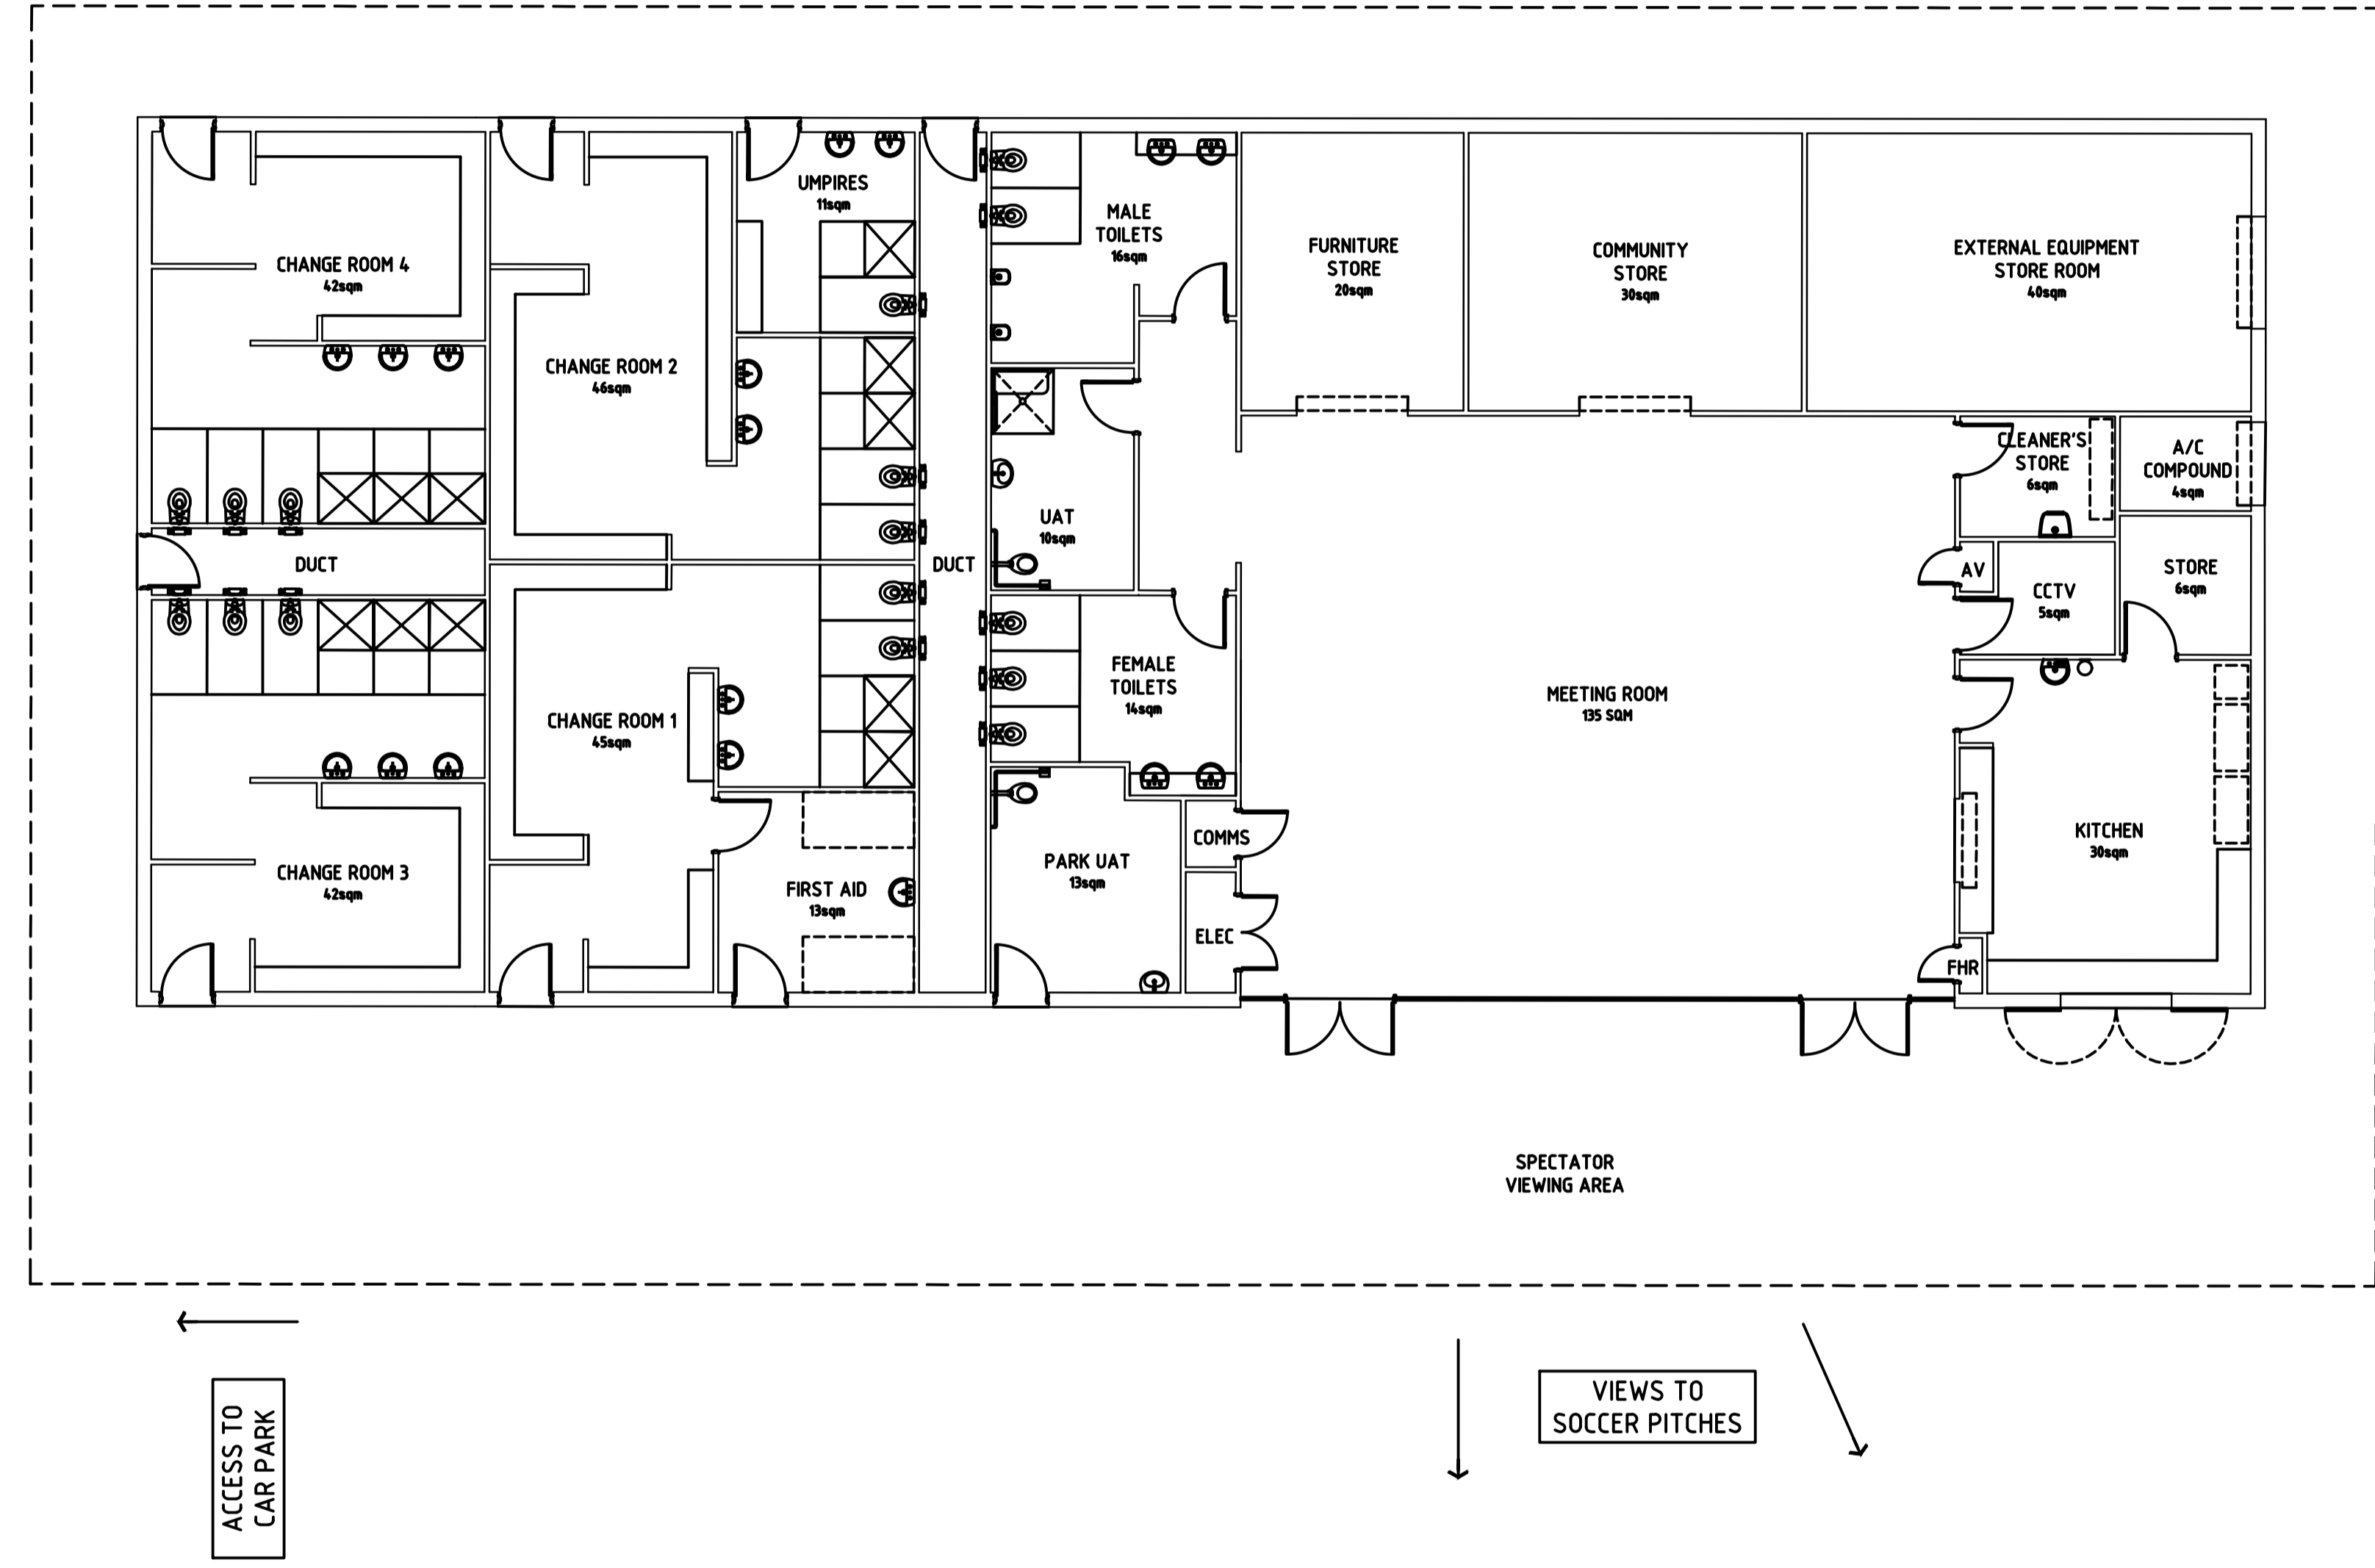 UMPIRES
11sqm
MALE
TOILETS
16sqm
FURNITURE
STORE
20sqm
COMMUNITY
STORE
30sqm
EXTERNAL EQUIPMENT
STORE ROOM
40sqm
CHANGE ROOM 4
42sqm
CHANGE ROOM 2
46sqm
CLEANER'S
STORE
6sqm
A/C
COMPOUND
4sqm
UAT
10sqm
DUCT
DUCT
AV
CCTV
5sqm
STORE
6sqm
FEMALE
TOILETS
14sqm
MEETING ROOM
135 SQM
CHANGE ROOM 1
45sqm
COMMS
KITCHEN
30sqm
CHANGE ROOM 3
42sqm
FIRST AID
13sqm
PARK UAT
13sqm
ELEC
FHR
SPECTATOR
VIEWING AREA
ACCESS TO
CAR PARK
VIEWS TO
SOCCER PITCHES